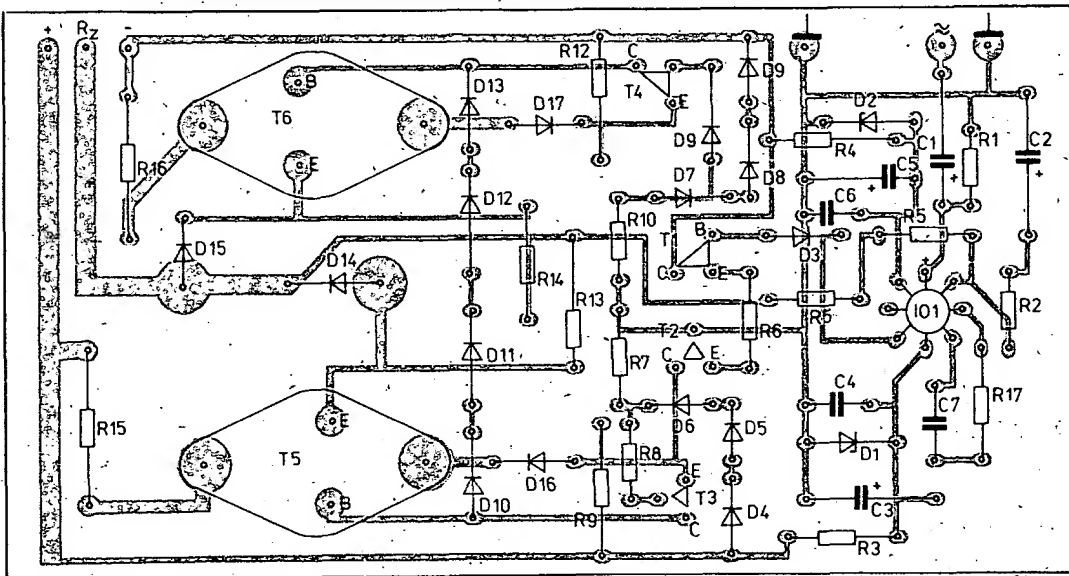 + RZ -
R12
C
D13
D9
T4
B
T6
D17
E
D2
R16
D9
R4
C1
R1
C2
C5
+
+
+
D7
D8
E
C6
D12
R10
R5
D15
T
B
D14
R14
C
E
D3
R13
R5
+
IO1
R2
T2
R6
D11
R7
C
E
C4
C7
R17
E
D6
D5
R15
T5
R8
D1
D16
E
T3
+
B
D10
R9
C
D4
C3
R3